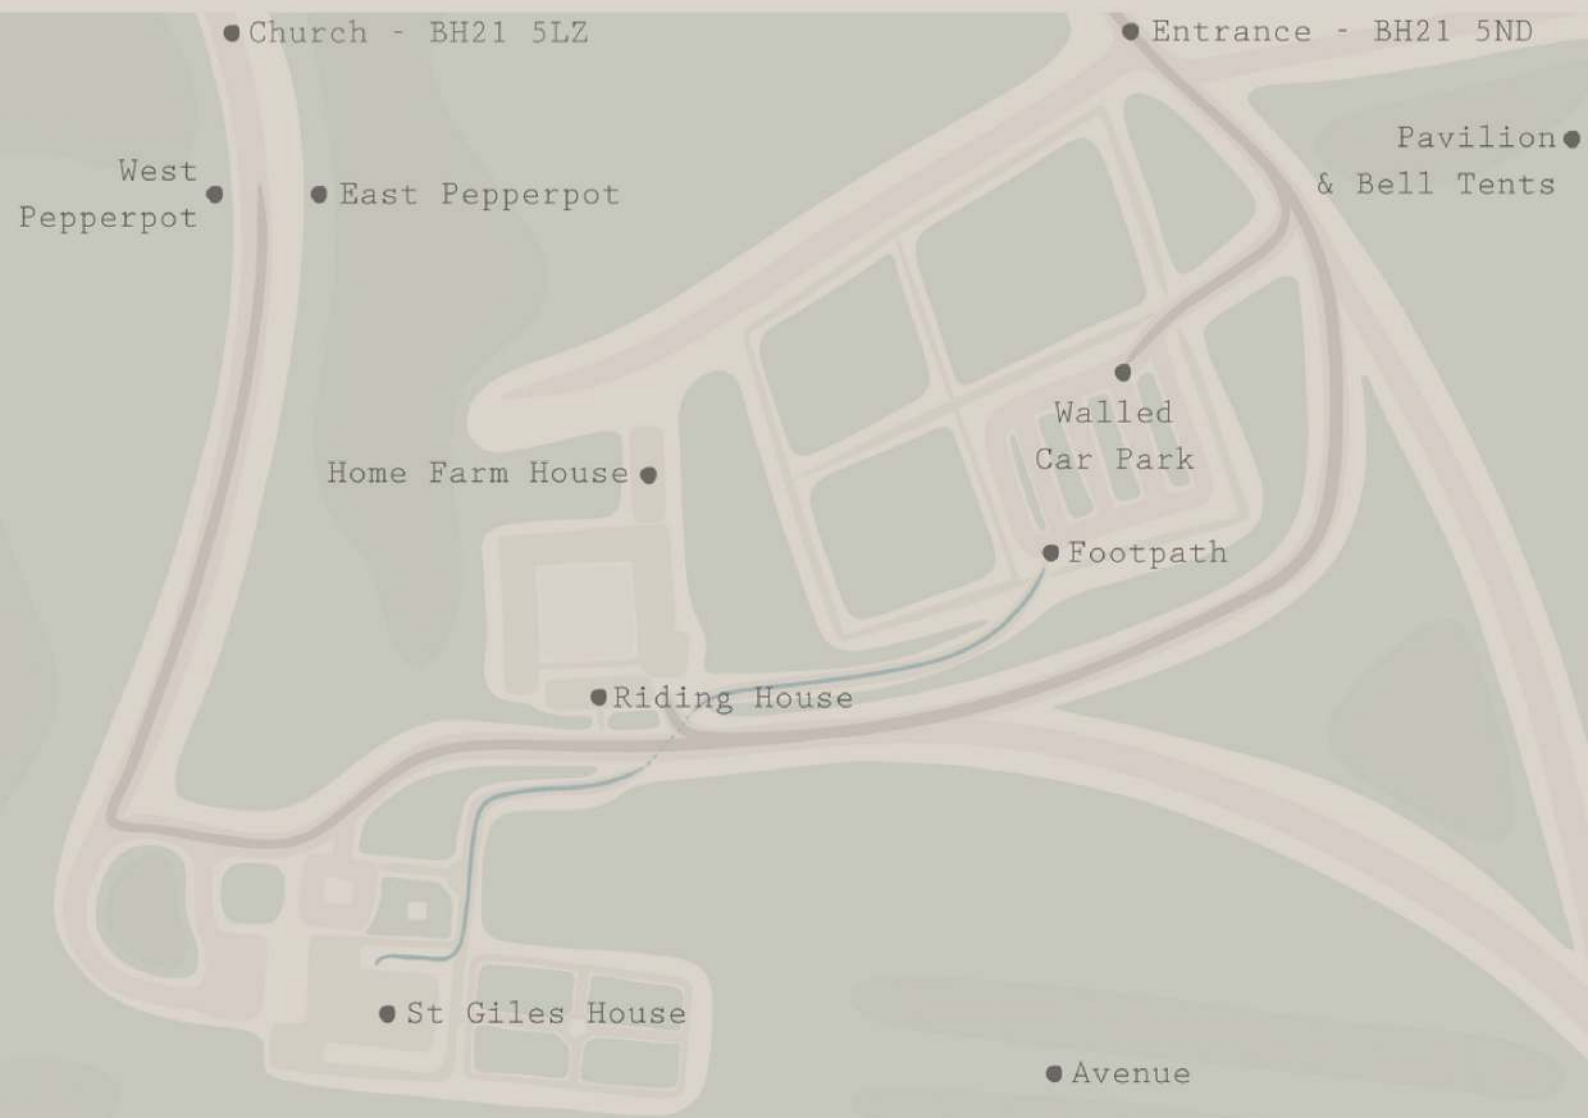 Church - BH21 5LZ
Entrance - BH21 5ND
Pavilion
& Bell Tents
West
Pepperpot
East Pepperpot
Walled
Car Park
Home Farm House
Footpath
Riding House
St Giles House
Avenue